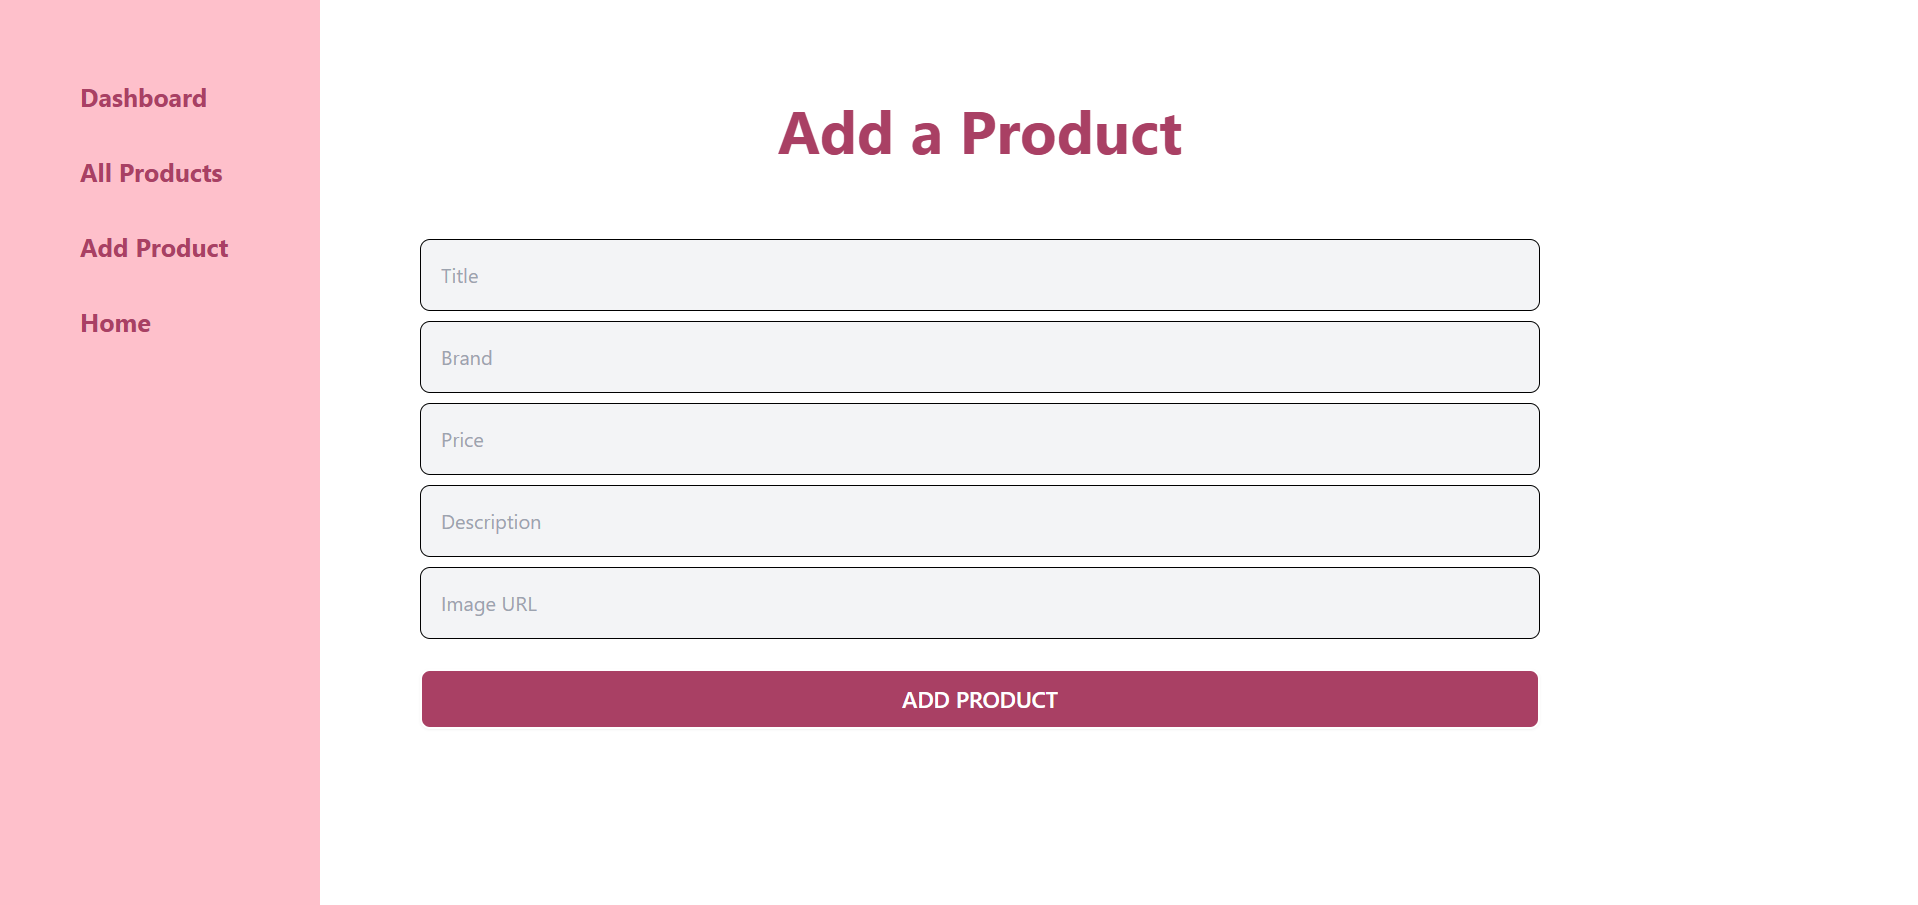 Dashboard
All Products
Add Product
Home
Add a Product
Title
Brand
Price
Description
Image URL
ADD PRODUCT